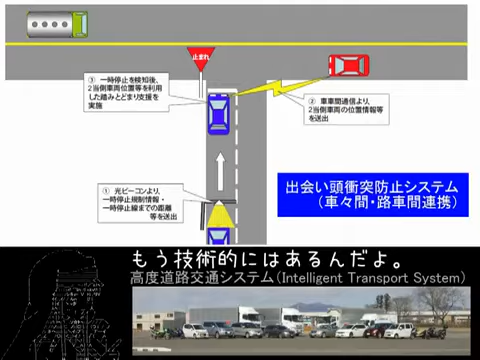 止まれ
③ 一時停止を検知後、
2当側車両位置等を利用
した踏みとどまり支援を
実施
② 車車間通信より、
2当側車両の位置情報等
を送出
① 光ビーコンより、
一時停止規制情報・
一時停止線までの距離
等を送出
出会い頭衝突防止システム
（車々間・路車間連携）
もう技術的にはあるんだよ。
高度道路交通システム（Intelligent Transport System）